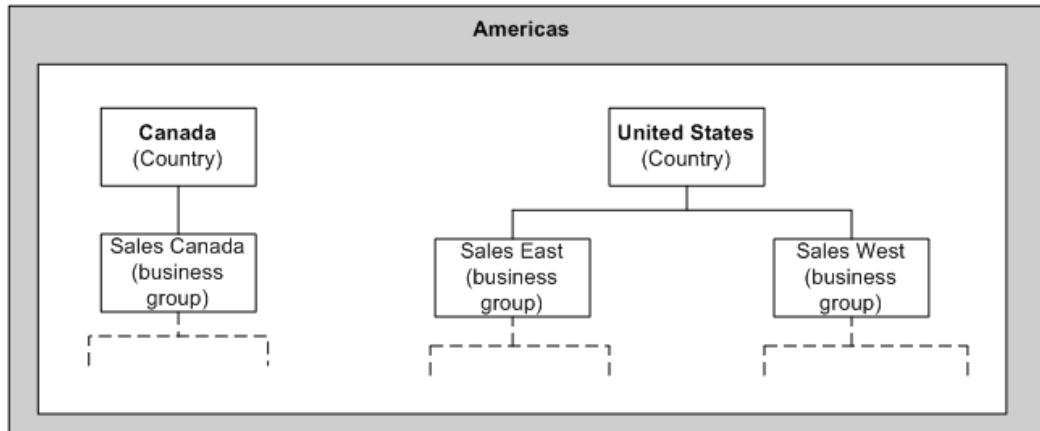 Americas
Canada
(Country)
United States
(Country)
Sales Canada
(business
group)
Sales East
(business
group)
Sales West
(business
group)